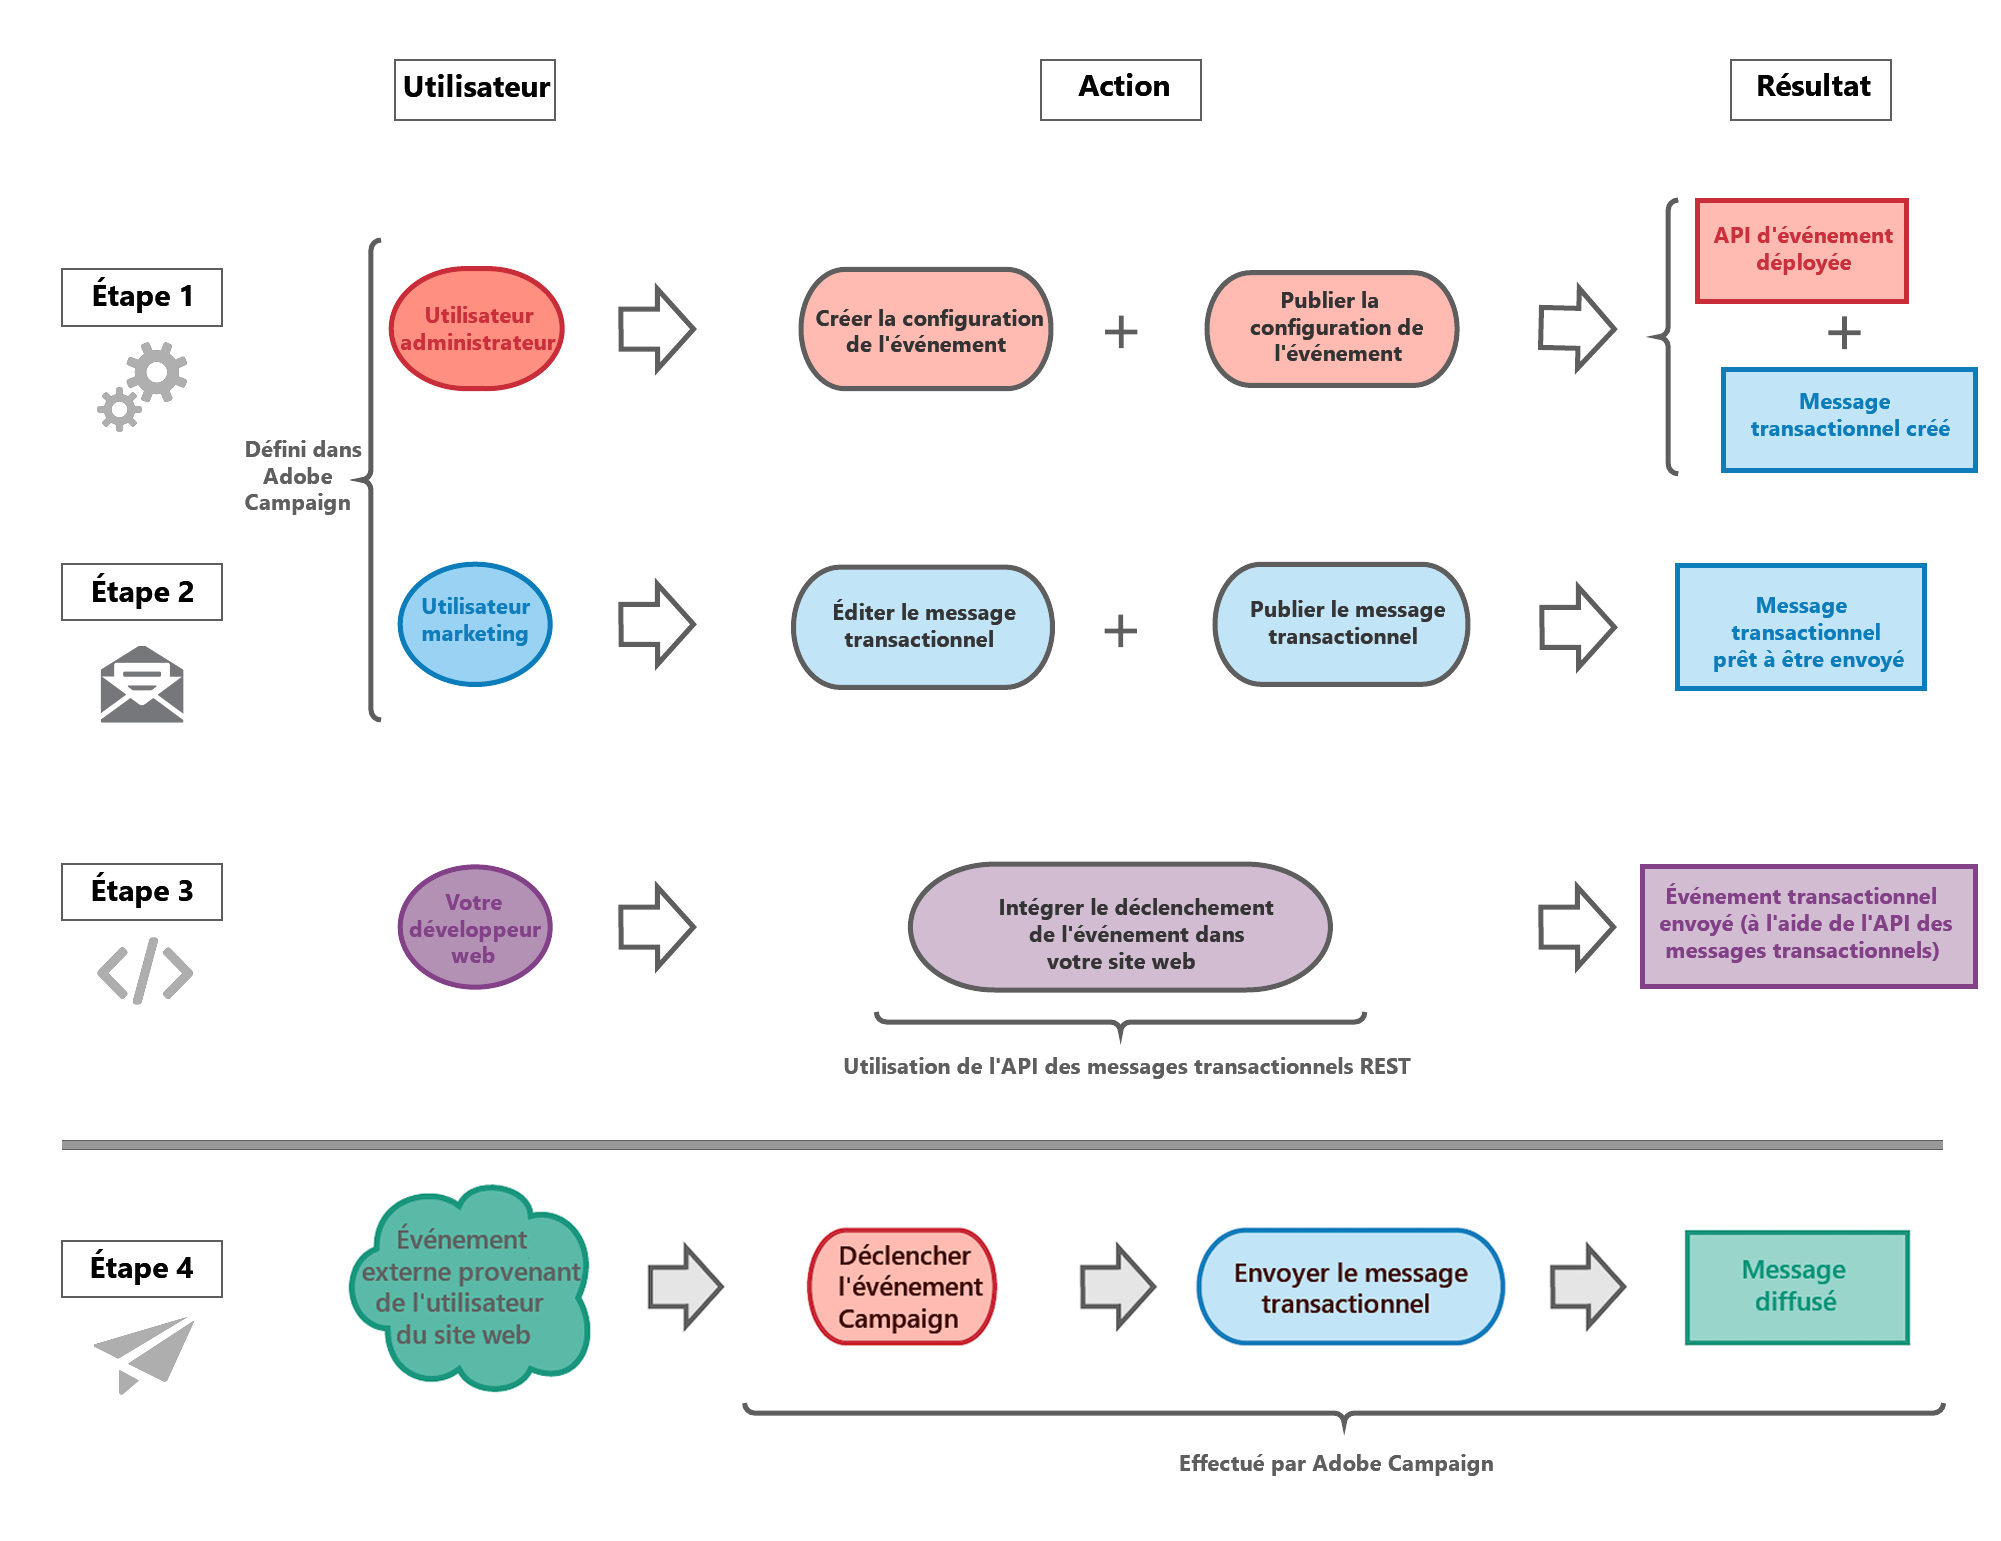 Utilisateur
Action
Résultat
Étape 1
Défini dans
Adobe
Campaign
Utilisateur
administrateur
Créer la configuration
de l'événement
+
Publier la
configuration de
l'événement
API d'événement
déployée
+
Message
transactionnel créé
Étape 2
Utilisateur
marketing
Éditer le message
transactionnel
+
Publier le message
transactionnel
Message
transactionnel
prêt à être envoyé
Étape 3
</>
Votre
développeur
web
Intégrer le déclenchement
de l'événement dans
votre site web
Utilisation de l'API des messages transactionnels REST
Événement transactionnel
envoyé (à l'aide de l'API des
messages transactionnels)
Étape 4
Événement
externe provenant
de l'utilisateur
du site web
Déclencher
l'événement
Campaign
Envoyer le message
transactionnel
Message
diffusé
Effectué par Adobe Campaign